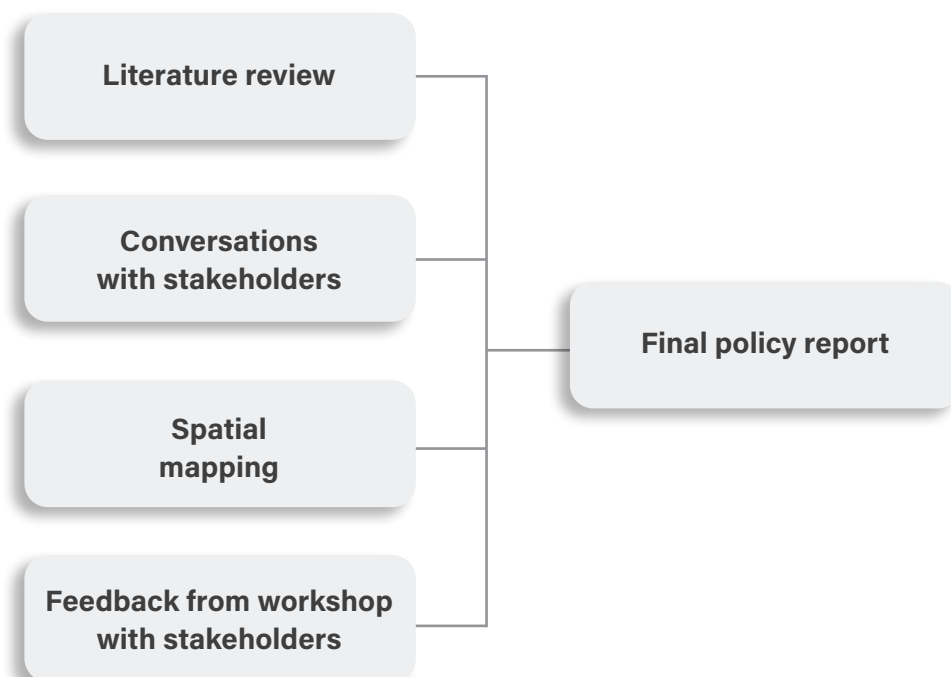 Literature review
Conversations
with stakeholders
Final policy report
Spatial
mapping
Feedback from workshop
with stakeholders